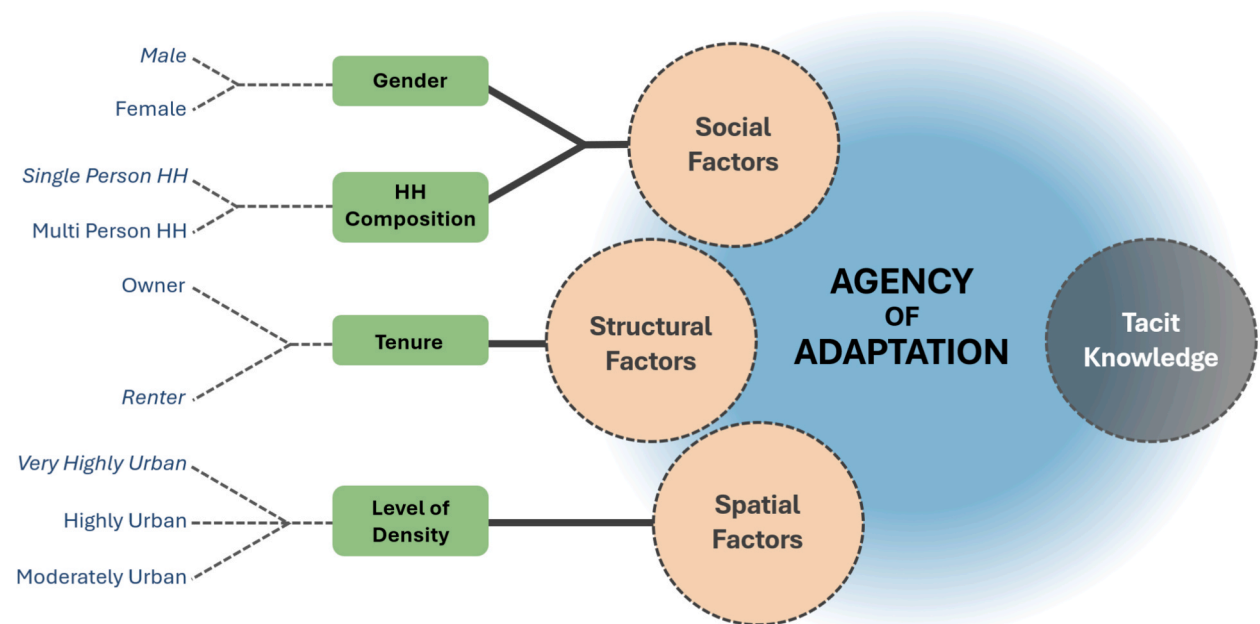 Male
Female
Gender
Single Person HH
Multi Person HH
HH
Composition
Social
Factors
Owner
Renter
Tenure
Structural
Factors
Very Highly Urban
Highly Urban
Moderately Urban
Level of
Density
Spatial
Factors
AGENCY
OF
ADAPTATION
Tacit
Knowledge